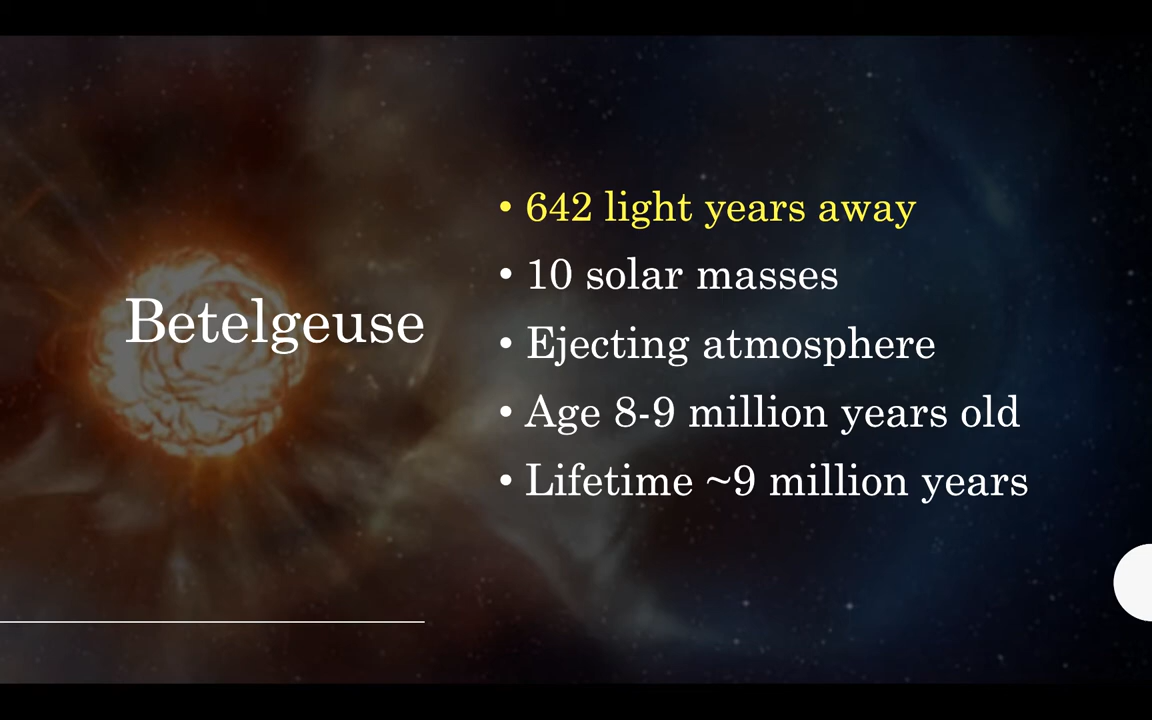 Betelgeuse
• 642 light years away
• 10 solar masses
• Ejecting atmosphere
• Age 8-9 million years old
• Lifetime ~9 million years